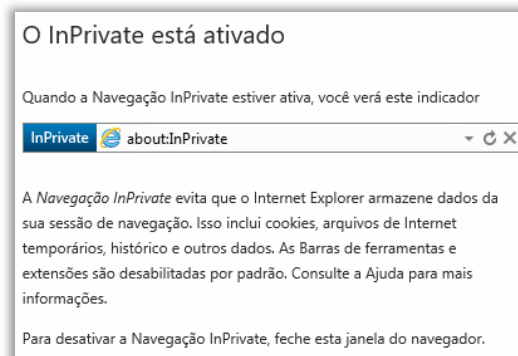 O InPrivate está ativado
Quando a Navegação InPrivate estiver ativa, você verá este indicador
InPrivate about:InPrivate
A Navegação InPrivate evita que o Internet Explorer armazene dados da
sua sessão de navegação. Isso inclui cookies, arquivos de Internet
temporários, histórico e outros dados. As Barras de ferramentas e
extensões são desabilitadas por padrão. Consulte a Ajuda para mais
informações.
Para desativar a Navegação InPrivate, feche esta janela do navegador.